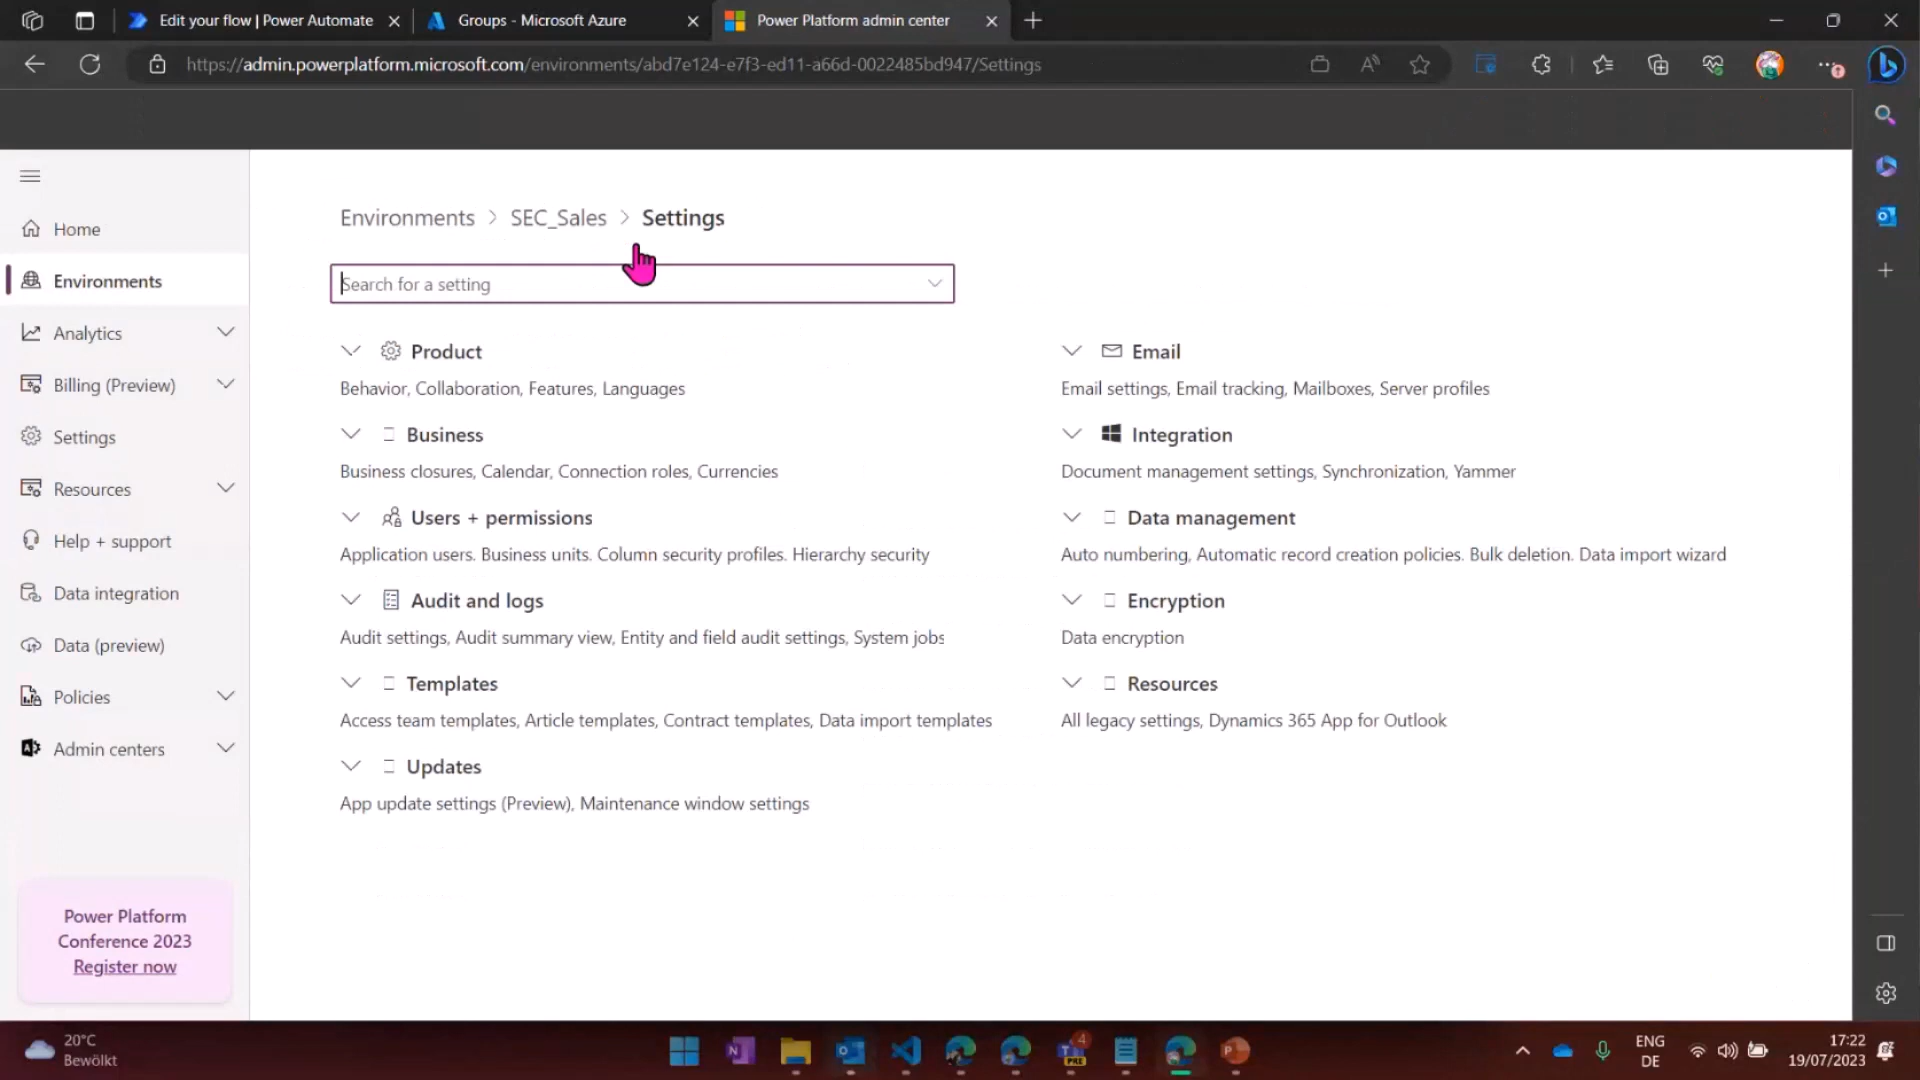 Edit your flow | Power Automate
Groups - Microsoft Azure
Power Platform admin center
https://admin.powerplatform.microsoft.com/environments/abd7e124-e7f3-ed11-a66d-0022485bd947/Settings
Home
Environments
Analytics
Billing (Preview)
Settings
Resources
Help + support
Data integration
Data (preview)
Policies
Admin centers
Power Platform
Conference 2023
Register now
Environments > SEC_Sales > Settings
Search for a setting
Product
Behavior, Collaboration, Features, Languages
Business
Business closures, Calendar, Connection roles, Currencies
Users + permissions
Application users. Business units. Column security profiles. Hierarchy security
Audit and logs
Audit settings, Audit summary view, Entity and field audit settings, System jobs
Templates
Access team templates, Article templates, Contract templates, Data import templates
Updates
App update settings (Preview), Maintenance window settings
Email
Email settings, Email tracking, Mailboxes, Server profiles
Integration
Document management settings, Synchronization, Yammer
Data management
Auto numbering, Automatic record creation policies. Bulk deletion. Data import wizard
Encryption
Data encryption
Resources
All legacy settings, Dynamics 365 App for Outlook
20°C
Bewölkt
4
PRE
ENG
DE
17:22
19/07/2023